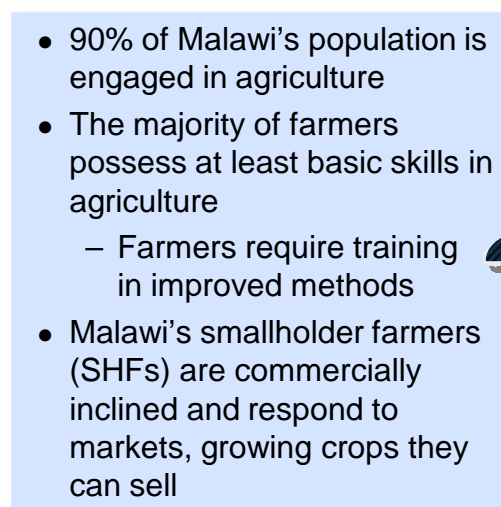 • 90% of Malawi's population is
engaged in agriculture
• The majority of farmers
possess at least basic skills in
agriculture
– Farmers require training
in improved methods
• Malawi's smallholder farmers
(SHFs) are commercially
inclined and respond to
markets, growing crops they
can sell